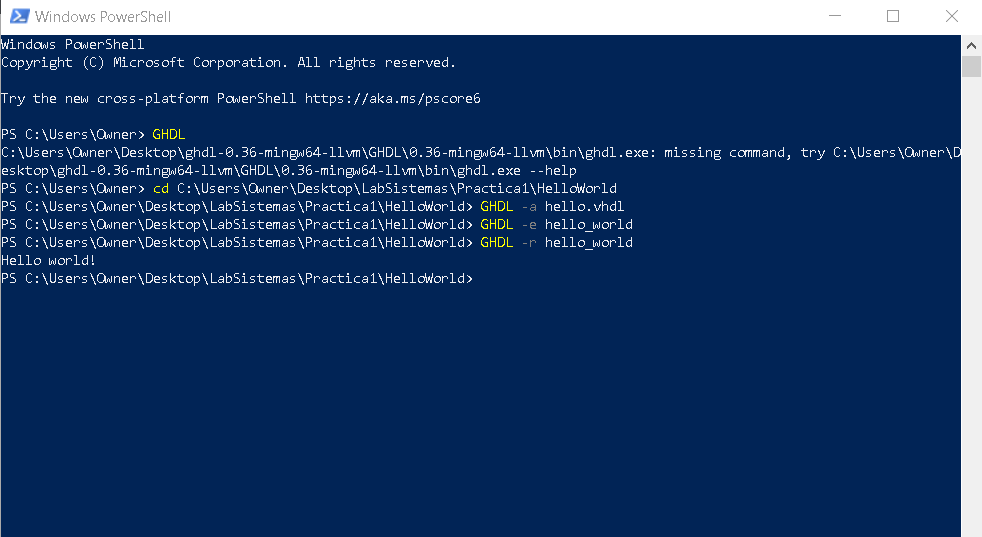 Windows PowerShell
Windows PowerShell
Copyright (C) Microsoft Corporation. All rights reserved.
Try the new cross-platform PowerShell https://aka.ms/pscore6
PS C:\Users\Owner> GHDL
C:\Users\Owner\Desktop\ghdl-0.36-mingw64-llvm\GHDL\0.36-mingw64-llvm\bin\ghdl.exe: missing command, try C:\Users\Owner\D
esktop\ghdl-0.36-mingw64-llvm\GHDL\0.36-mingw64-llvm\bin\ghdl.exe --help
PS C:\Users\Owner> cd C:\Users\Owner\Desktop\LabSistemas\Practica1\HelloWorld
PS C:\Users\Owner\Desktop\LabSistemas\Practica1\HelloWorld> GHDL -a hello.vhdl
PS C:\Users\Owner\Desktop\LabSistemas\Practica1\HelloWorld> GHDL -e hello_world
PS C:\Users\Owner\Desktop\LabSistemas\Practica1\HelloWorld> GHDL -r hello_world
Hello world!
PS C:\Users\Owner\Desktop\LabSistemas\Practica1\HelloWorld>